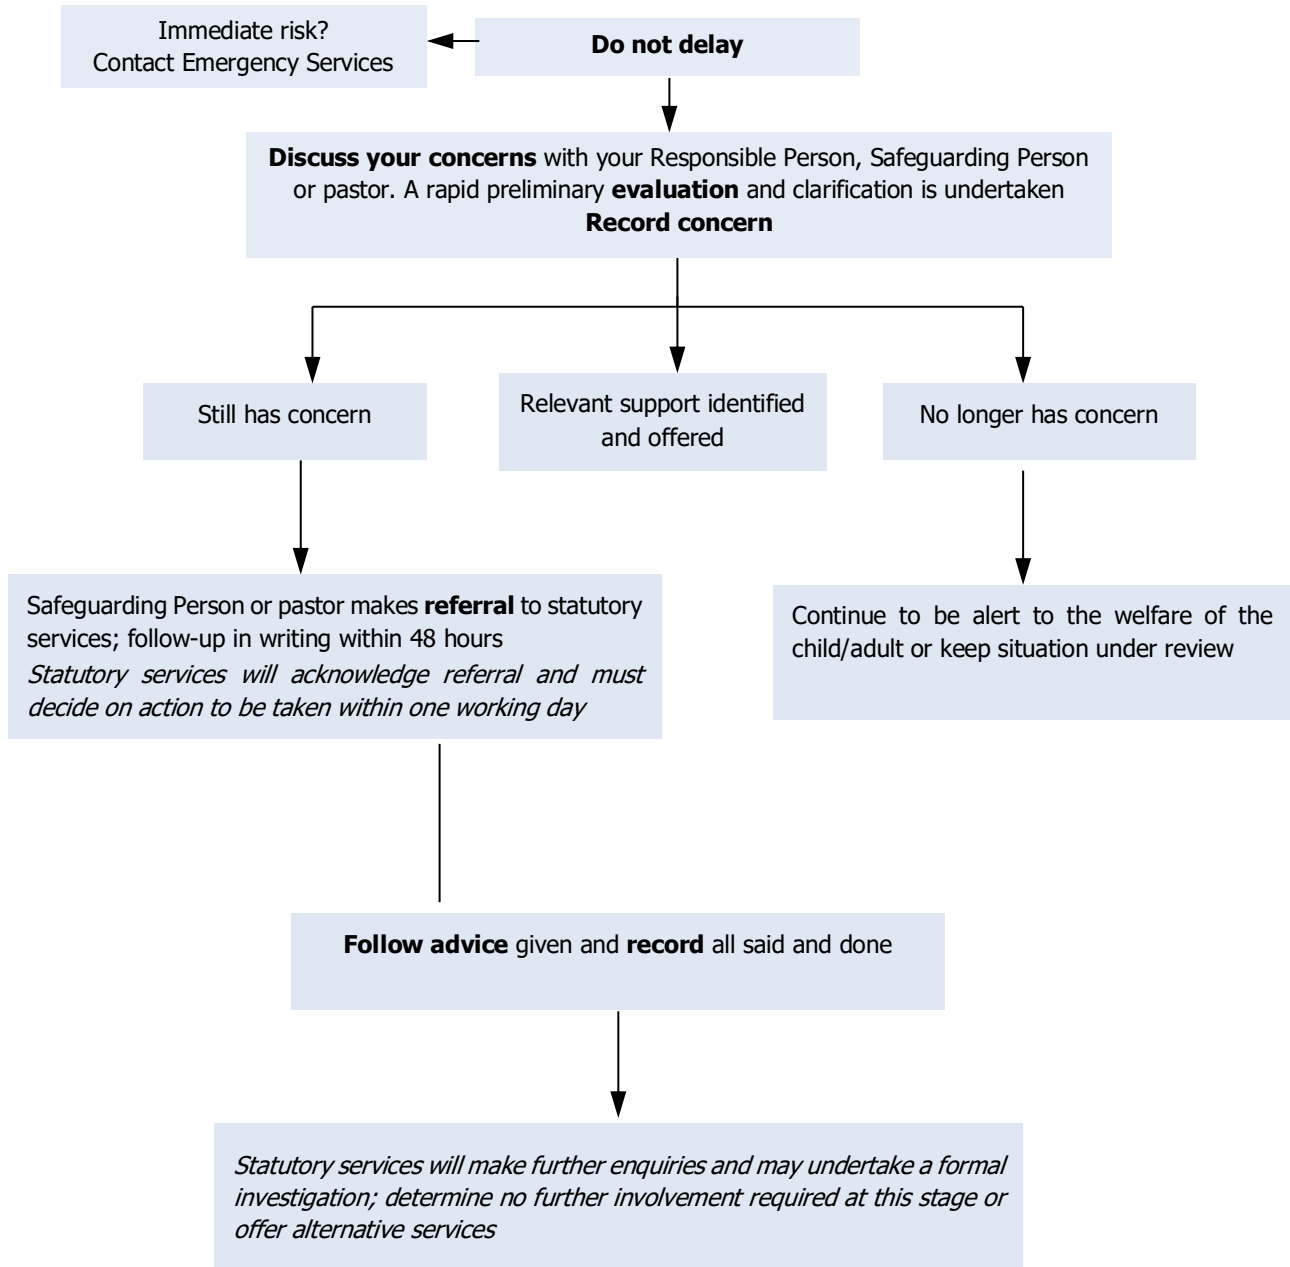 Immediate risk?
Contact Emergency Services
Do not delay
Discuss your concerns with your Responsible Person, Safeguarding Person
or pastor. A rapid preliminary evaluation and clarification is undertaken
Record concern
Still has concern
Relevant support identified
and offered
No longer has concern
Safeguarding Person or pastor makes referral to statutory
services; follow-up in writing within 48 hours
Statutory services will acknowledge referral and must
decide on action to be taken within one working day
Continue to be alert to the welfare of the
child/adult or keep situation under review
Follow advice given and record all said and done
Statutory services will make further enquiries and may undertake a formal
investigation; determine no further involvement required at this stage or
offer alternative services